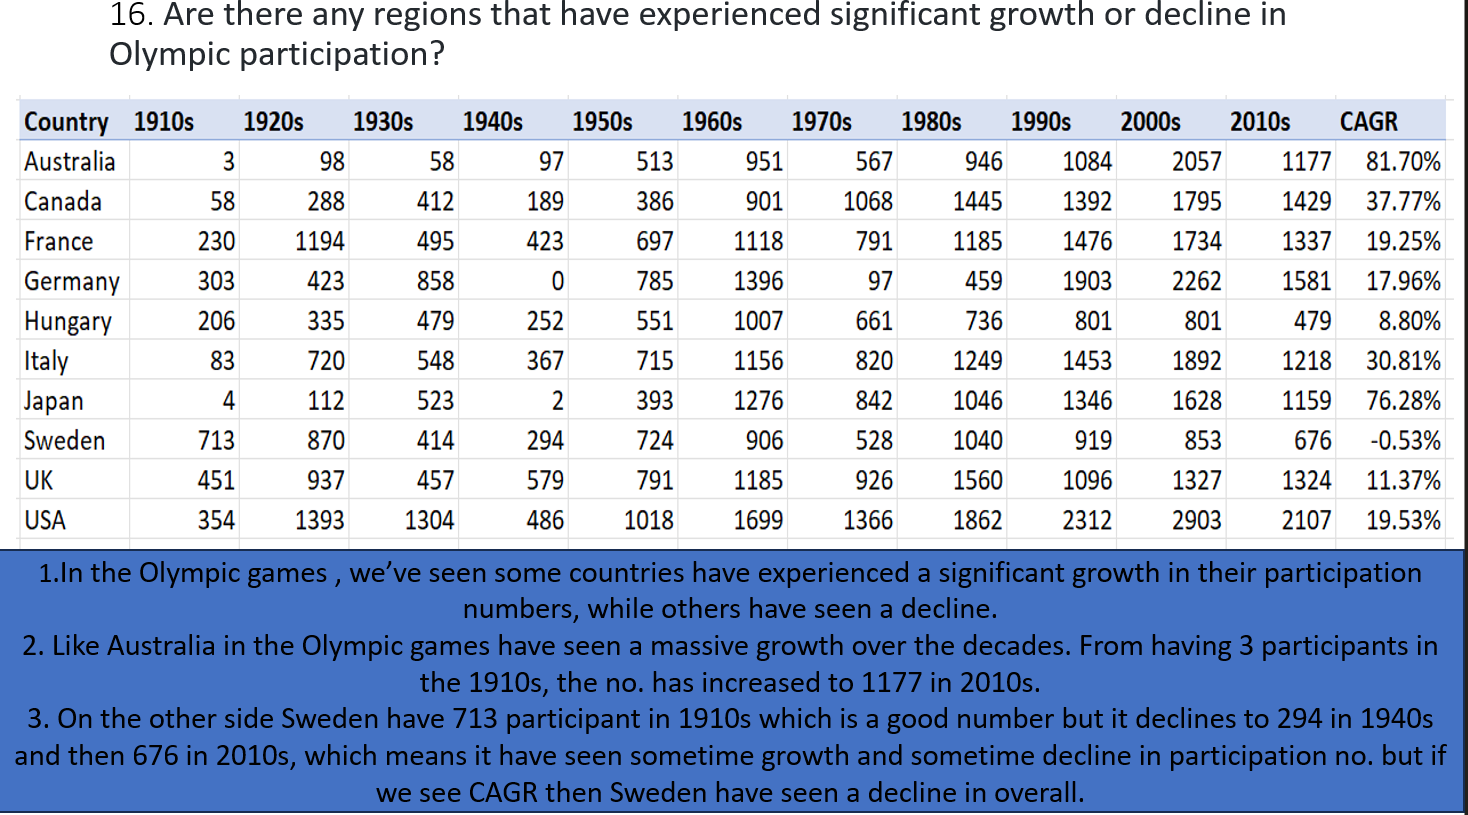 16. Are there any regions that have experienced significant growth or decline in
Olympic participation?
Country 1910s 1920s 1930s 1940s 1950s 1960s 1970s 1980s 1990s 2000s 2010s CAGR
Australia 3 98 58 97 513 951 567 946 1084 2057 1177 81.70%
Canada 58 288 412 189 386 901 1068 1445 1392 1795 1429 37.77%
France 230 1194 495 423 697 1118 791 1185 1476 1734 1337 19.25%
Germany 303 423 858 0 785 1396 97 459 1903 2262 1581 17.96%
Hungary 206 335 479 252 551 1007 661 736 801 801 479 8.80%
Italy 83 720 548 367 715 1156 820 1249 1453 1892 1218 30.81%
Japan 4 112 523 2 393 1276 842 1046 1346 1628 1159 76.28%
Sweden 713 870 414 294 724 906 528 1040 919 853 676 -0.53%
UK 451 937 457 579 791 1185 926 1560 1096 1327 1324 11.37%
USA 354 1393 1304 486 1018 1699 1366 1862 2312 2903 2107 19.53%
1.In the Olympic games , we’ve seen some countries have experienced a significant growth in their participation
numbers, while others have seen a decline.
2. Like Australia in the Olympic games have seen a massive growth over the decades. From having 3 participants in
the 1910s, the no. has increased to 1177 in 2010s.
3. On the other side Sweden have 713 participant in 1910s which is a good number but it declines to 294 in 1940s
and then 676 in 2010s, which means it have seen sometime growth and sometime decline in participation no. but if
we see CAGR then Sweden have seen a decline in overall.